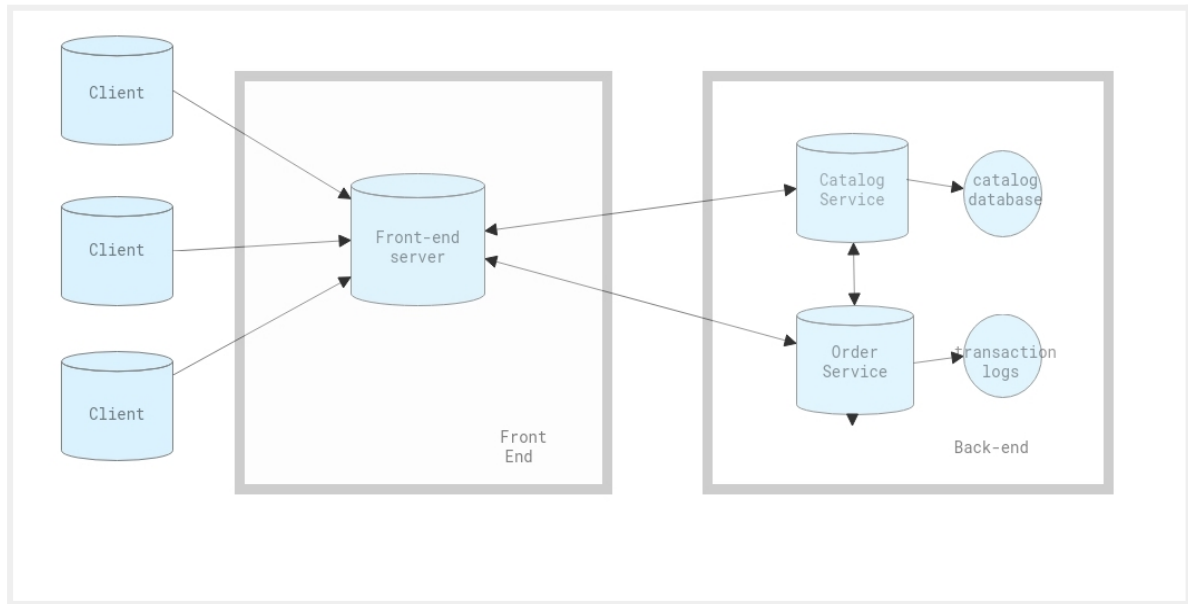 Client
Client
Client
Front-end
server
Front
End
Catalog
Service
catalog
database
Order
Service
transaction
logs
Back-end